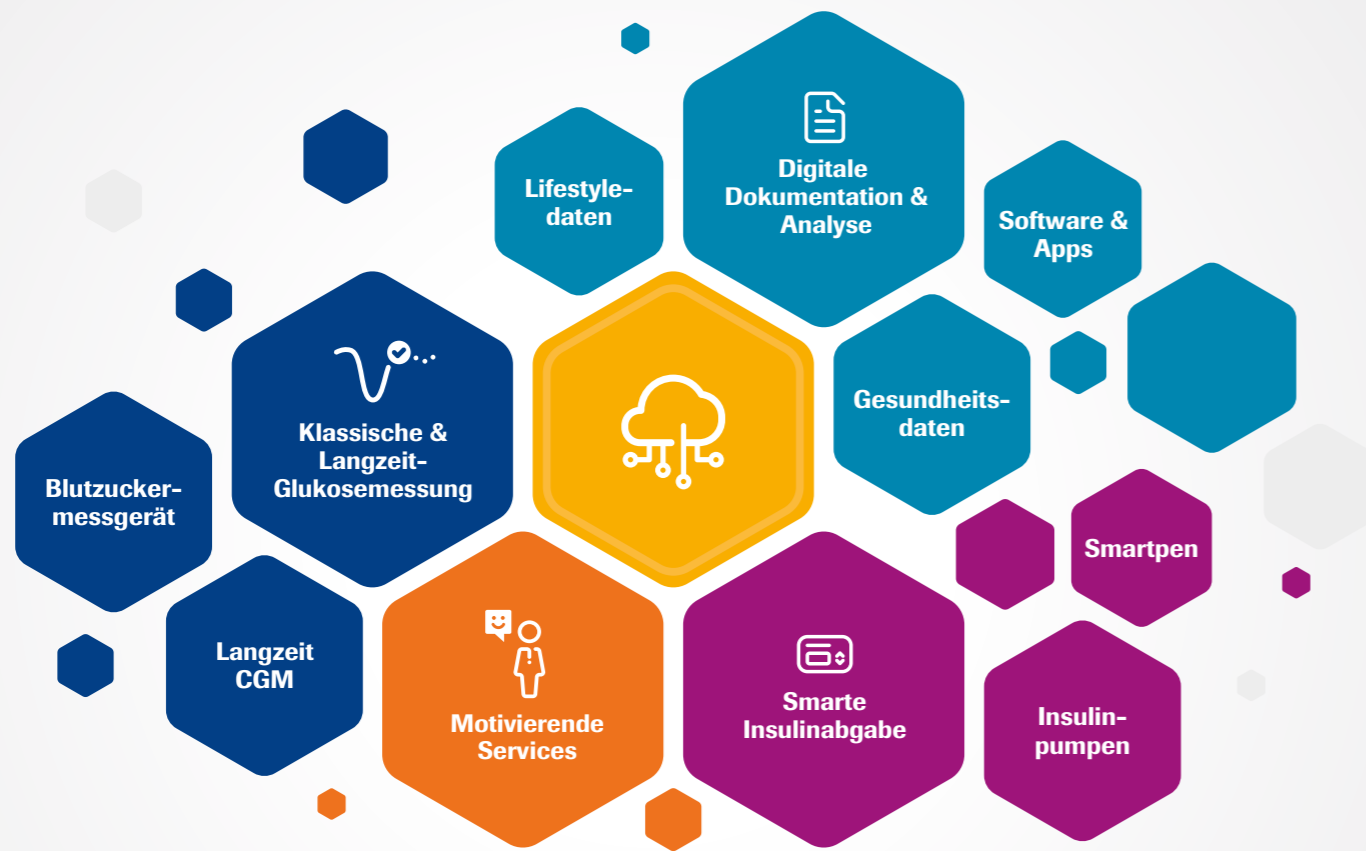 Digitale
Dokumentation &
Analyse
Lifestyle-
daten
Software &
Apps
Klassische &
Langzeit-
Glukosemessung
Gesundheits-
daten
Blutzucker-
messgerät
Smartpen
Langzeit
CGM
Motivierende
Services
Smarte
Insulinabgabe
Insulin-
pumpen